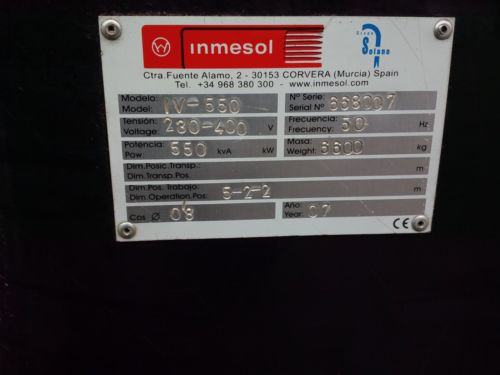 inmesol
Grupo
Solano
Ctra.Fuente Alamo, 2 - 30153 CORVERA (Murcia) Spain
Tel. +34 968 380 300 - www.inmesol.com
Modelo:
Model: IV-550
Nº Serie:
Serial Nº 668007
Tensión:
Voltage: 230-400 V
Frecuencia:
Frecuency: 50 Hz
Potencia:
Pow. 550 kvA kW
Masa:
Weight: 6600 kg
Dim.Posic.Transp.:
Dim.Transp.Pos.: m
Dim.Pos. Trabajo:
Dim.Operation.Pos: 5-2-2 m
Cos Ø 0'8
Año:
Year: 07
CE